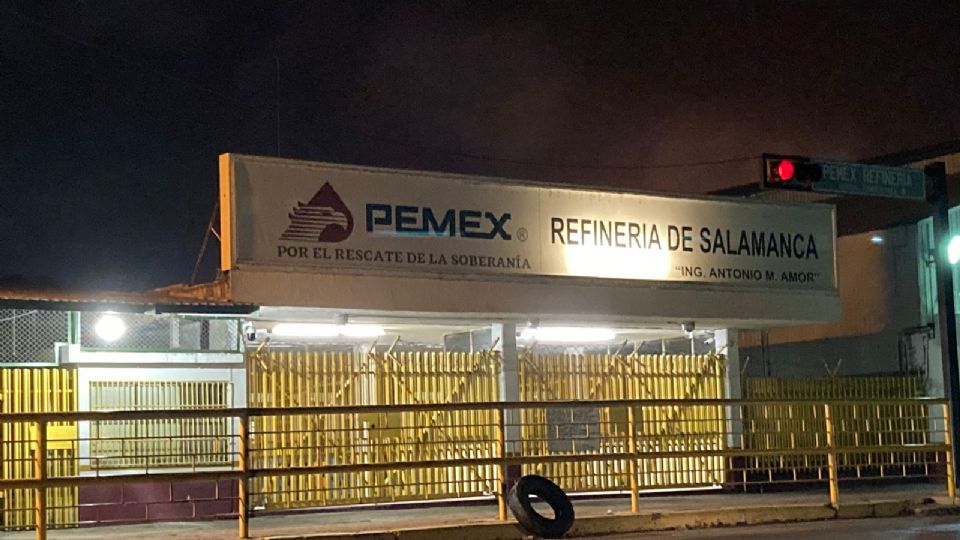 PEMEX®
POR EL RESCATE DE LA SOBERANÍA
REFINERIA DE SALAMANCA
"ING. ANTONIO M. AMOR"
PEMEX REFINERIA